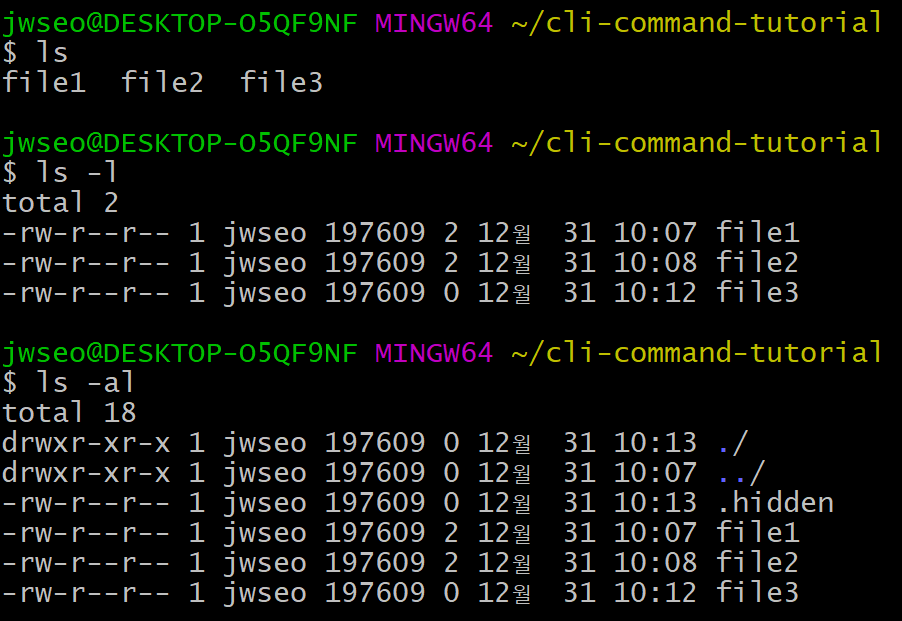 jwseo@DESKTOP-O5QF9NF MINGW64 ~/cli-command-tutorial
$ ls
file1  file2  file3

jwseo@DESKTOP-O5QF9NF MINGW64 ~/cli-command-tutorial
$ ls -l
total 2
-rw-r--r-- 1 jwseo 197609 2 12월  31 10:07 file1
-rw-r--r-- 1 jwseo 197609 2 12월  31 10:08 file2
-rw-r--r-- 1 jwseo 197609 0 12월  31 10:12 file3

jwseo@DESKTOP-O5QF9NF MINGW64 ~/cli-command-tutorial
$ ls -al
total 18
drwxr-xr-x 1 jwseo 197609 0 12월  31 10:13 ./
drwxr-xr-x 1 jwseo 197609 0 12월  31 10:07 ../
-rw-r--r-- 1 jwseo 197609 0 12월  31 10:13 .hidden
-rw-r--r-- 1 jwseo 197609 2 12월  31 10:07 file1
-rw-r--r-- 1 jwseo 197609 2 12월  31 10:08 file2
-rw-r--r-- 1 jwseo 197609 0 12월  31 10:12 file3